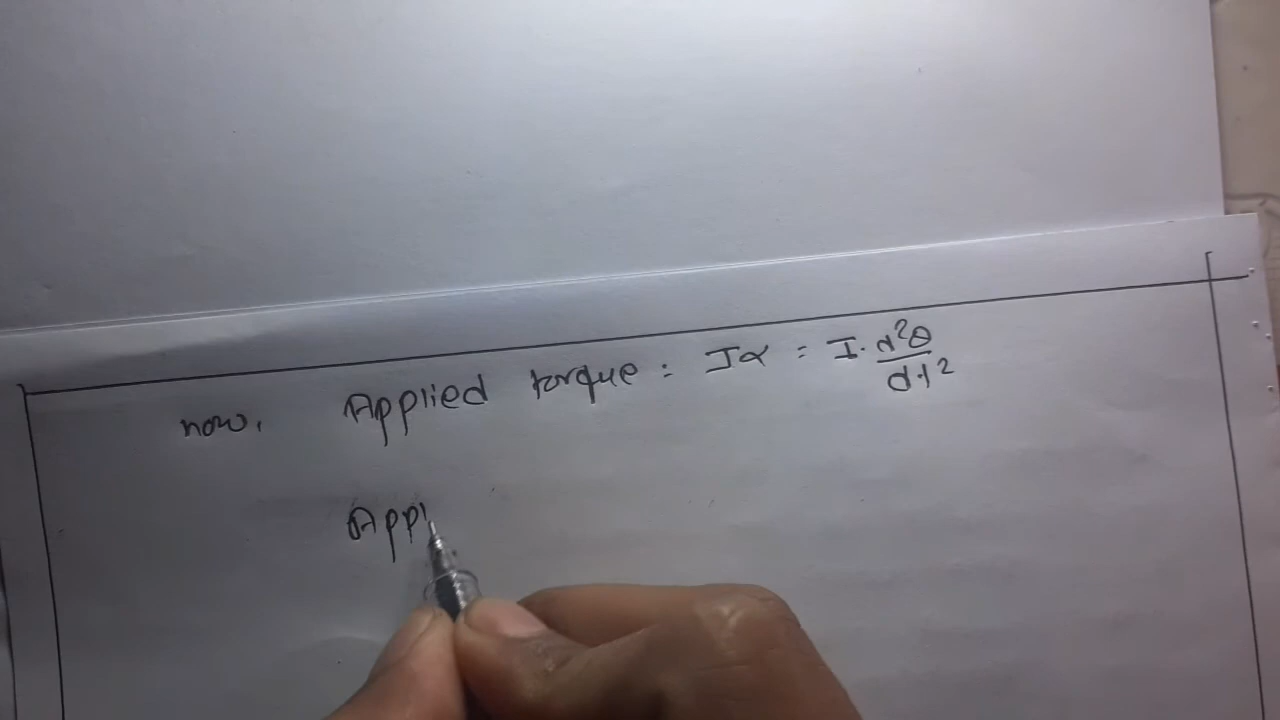 now, Applied torque = Iα = I · d²θ/dt²
Appl